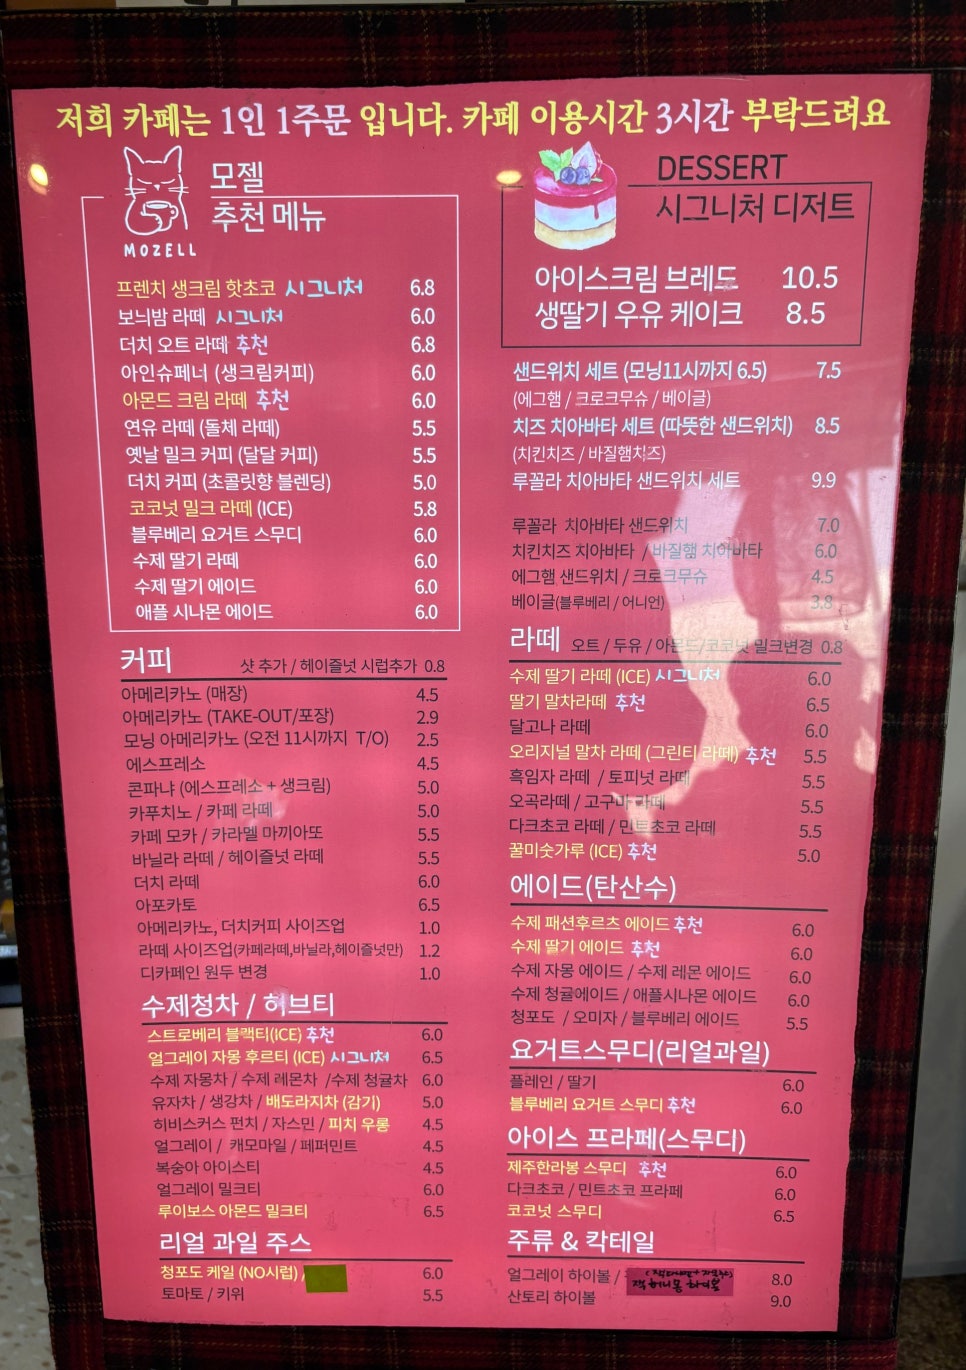 저희 카페는 1인 1주문 입니다. 카페 이용시간 3시간 부탁드려요
MOZELL
모젤
추천 메뉴
프렌치 생크림 핫초코 시그니처 6.8
보늬밤 라떼 시그니처 6.0
더치 오트 라떼 추천 6.8
아인슈페너 (생크림커피) 6.0
아몬드 크림 라떼 추천 6.0
연유 라떼 (돌체 라떼) 5.5
옛날 밀크 커피 (달달 커피) 5.5
더치 커피 (초콜릿향 블렌딩) 5.0
코코넛 밀크 라떼 (ICE) 5.8
블루베리 요거트 스무디 6.0
수제 딸기 라떼 6.0
수제 딸기 에이드 6.0
애플 시나몬 에이드 6.0
커피 샷 추가 / 헤이즐넛 시럽추가 0.8
아메리카노 (매장) 4.5
아메리카노 (TAKE-OUT/포장) 2.9
모닝 아메리카노 (오전 11시까지 T/O) 2.5
에스프레소 4.5
콘파냐 (에스프레소 + 생크림) 5.0
카푸치노 / 카페 라떼 5.0
카페 모카 / 카라멜 마끼아또 5.5
바닐라 라떼 / 헤이즐넛 라떼 5.5
더치 라떼 6.0
아포카토 6.5
아메리카노, 더치커피 사이즈업 1.0
라떼 사이즈업(카페라떼,바닐라,헤이즐넛만) 1.2
디카페인 원두 변경 1.0
수제청차 / 허브티
스트로베리 블랙티(ICE) 추천 6.0
얼그레이 자몽 후르티 (ICE) 시그니처 6.5
수제 자몽차 / 수제 레몬차 /수제 청귤차 6.0
유자차 / 생강차 / 배도라지차 (감기) 5.0
히비스커스 펀치 / 자스민 / 피치 우롱 4.5
얼그레이 / 캐모마일 / 페퍼민트 4.5
복숭아 아이스티 4.5
얼그레이 밀크티 6.0
루이보스 아몬드 밀크티 6.5
리얼 과일 주스
청포도 케일 (NO시럽) / 6.0
토마토 / 키위 5.5
DESSERT
시그니처 디저트
아이스크림 브레드 10.5
생딸기 우유 케이크 8.5
샌드위치 세트 (모닝11시까지 6.5) 7.5
(에그햄 / 크로크무슈 / 베이글)
치즈 치아바타 세트 (따뜻한 샌드위치) 8.5
(치킨치즈 / 바질햄치즈)
루꼴라 치아바타 샌드위치 세트 9.9
루꼴라 치아바타 샌드위치 7.0
치킨치즈 치아바타 / 바질햄 치아바타 6.0
에그햄 샌드위치 / 크로크무슈 4.5
베이글(블루베리 / 어니언) 3.8
라떼 오트 / 두유 / 아몬드/코코넛 밀크변경 0.8
수제 딸기 라떼 (ICE) 시그니처 6.0
딸기 말차라떼 추천 6.5
달고나 라떼 6.0
오리지널 말차 라떼 (그린티 라떼) 추천 5.5
흑임자 라떼 / 토피넛 라떼 5.5
오곡라떼 / 고구마 라떼 5.5
다크초코 라떼 / 민트초코 라떼 5.5
꿀미숫가루 (ICE) 추천 5.0
에이드(탄산수)
수제 패션후르츠 에이드 추천 6.0
수제 딸기 에이드 추천 6.0
수제 자몽 에이드 / 수제 레몬 에이드 6.0
수제 청귤에이드 / 애플시나몬 에이드 6.0
청포도 / 오미자 / 블루베리 에이드 5.5
요거트스무디(리얼과일)
플레인 / 딸기 6.0
블루베리 요거트 스무디 추천 6.0
아이스 프라페(스무디)
제주한라봉 스무디 추천 6.0
다크초코 / 민트초코 프라페 6.0
코코넛 스무디 6.5
주류 & 칵테일
얼그레이 하이볼 / 잭허니몽 하이볼 8.0
산토리 하이볼 9.0